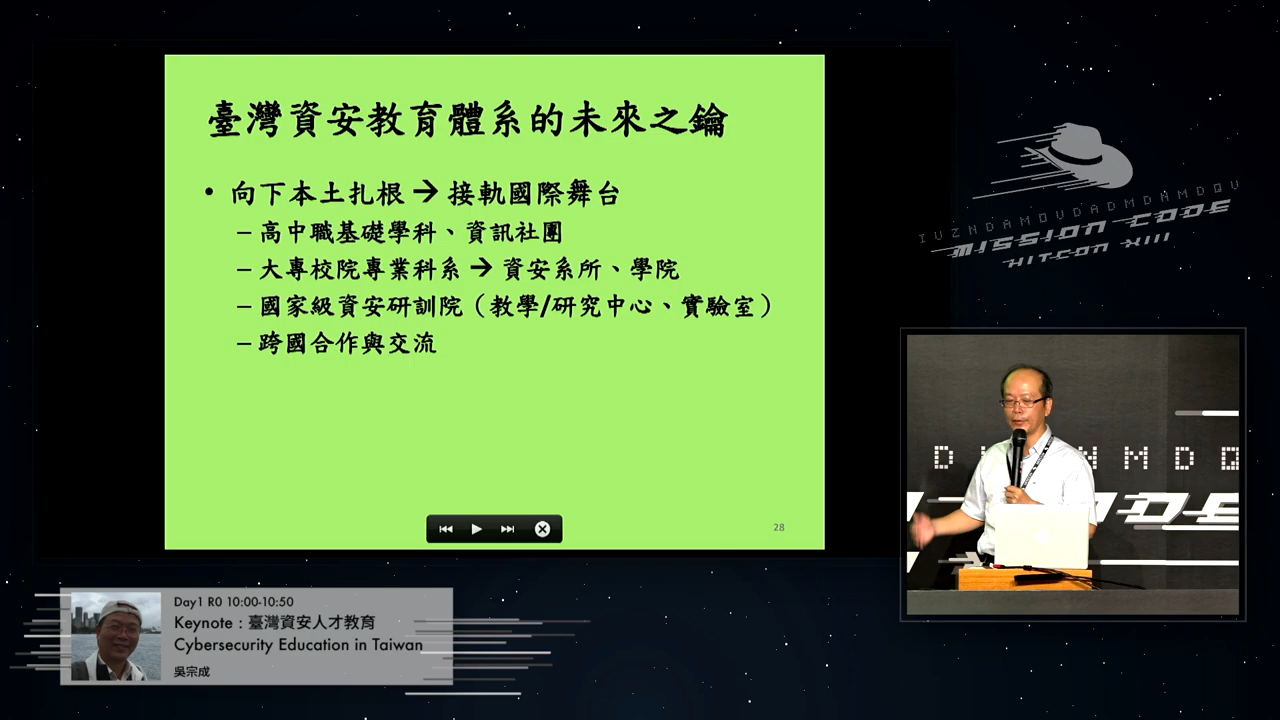 臺灣資安教育體系的未來之鑰
• 向下本土扎根 → 接軌國際舞台
– 高中職基礎學科、資訊社團
– 大專校院專業科系 → 資安系所、學院
– 國家級資安研訓院（教學/研究中心、實驗室）
– 跨國合作與交流
28
IVZNDAMOVDADMDNMDQV
MISSION CODE
HITCON XIII
Day1 R0 10:00-10:50
Keynote：臺灣資安人才教育
Cybersecurity Education in Taiwan
吳宗成